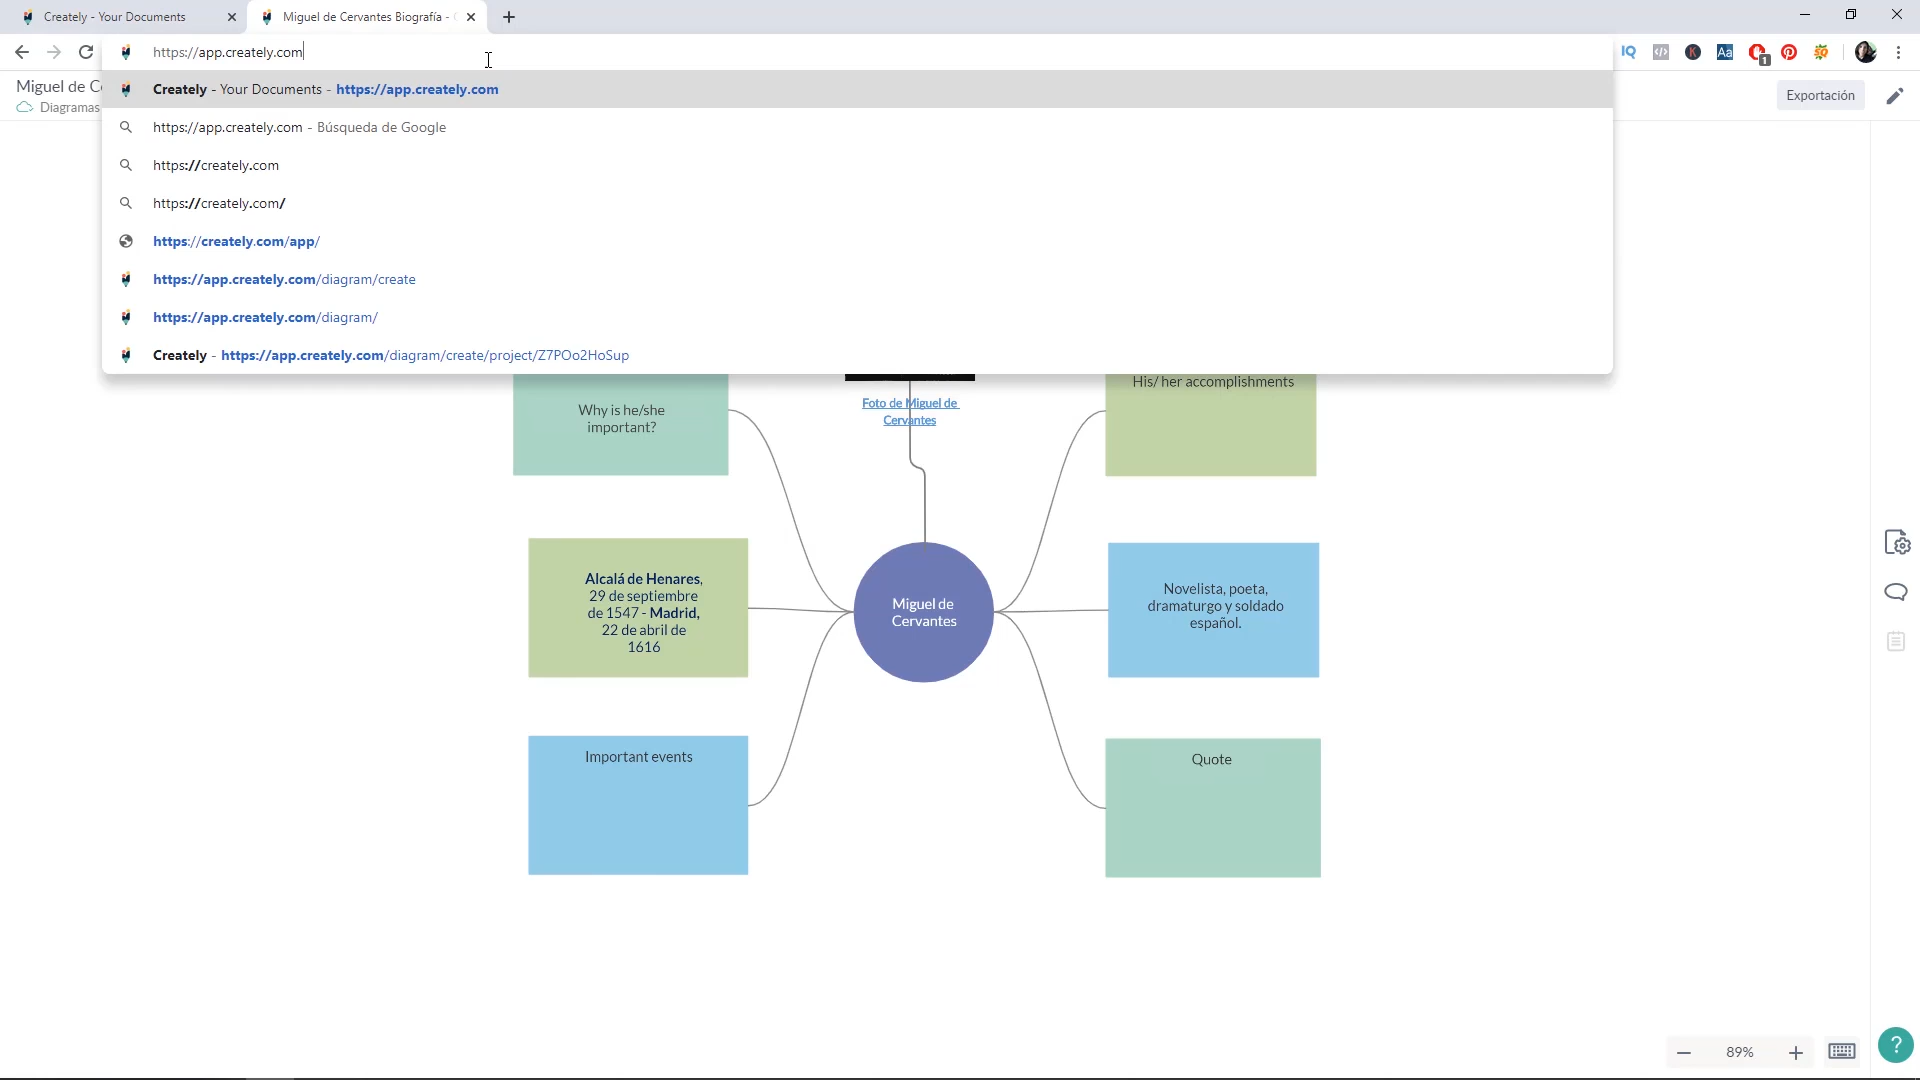 Creately - Your Documents
Miguel de Cervantes Biografía -
https://app.creately.com
IQ
K
Aa
1
Miguel de C
Diagramas
Exportación
Creately - Your Documents - https://app.creately.com
https://app.creately.com - Búsqueda de Google
https://creately.com
https://creately.com/
https://creately.com/app/
https://app.creately.com/diagram/create
https://app.creately.com/diagram/
Creately - https://app.creately.com/diagram/create/project/Z7POo2HoSup
Why is he/she
important?
Foto de Miguel de
Cervantes
His/ her accomplishments
Alcalá de Henares,
29 de septiembre
de 1547 - Madrid,
22 de abril de
1616
Miguel de
Cervantes
Novelista, poeta,
dramaturgo y soldado
español.
Important events
Quote
89%
?